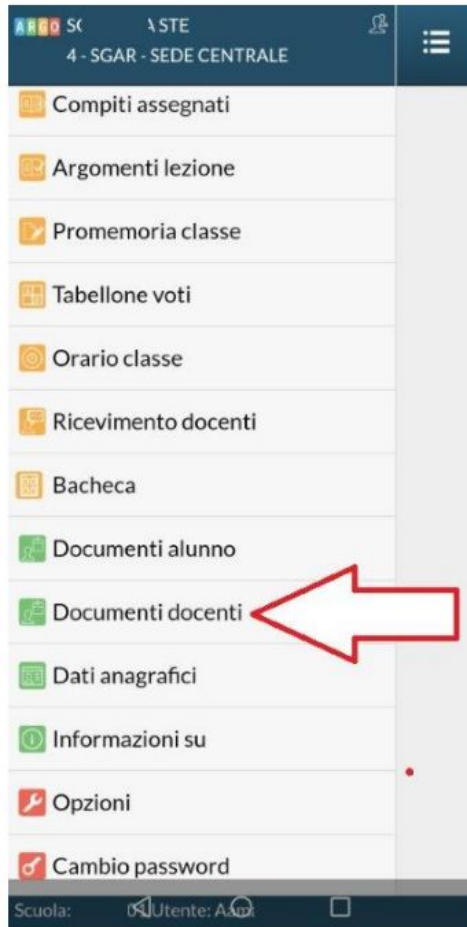 ARGO
4 - SGAR - SEDE CENTRALE
Compiti assegnati
Argomenti lezione
Promemoria classe
Tabellone voti
Orario classe
Ricevimento docenti
Bacheca
Documenti alunno
Documenti docenti
Dati anagrafici
Informazioni su
Opzioni
Cambio password
Scuola: Utente: